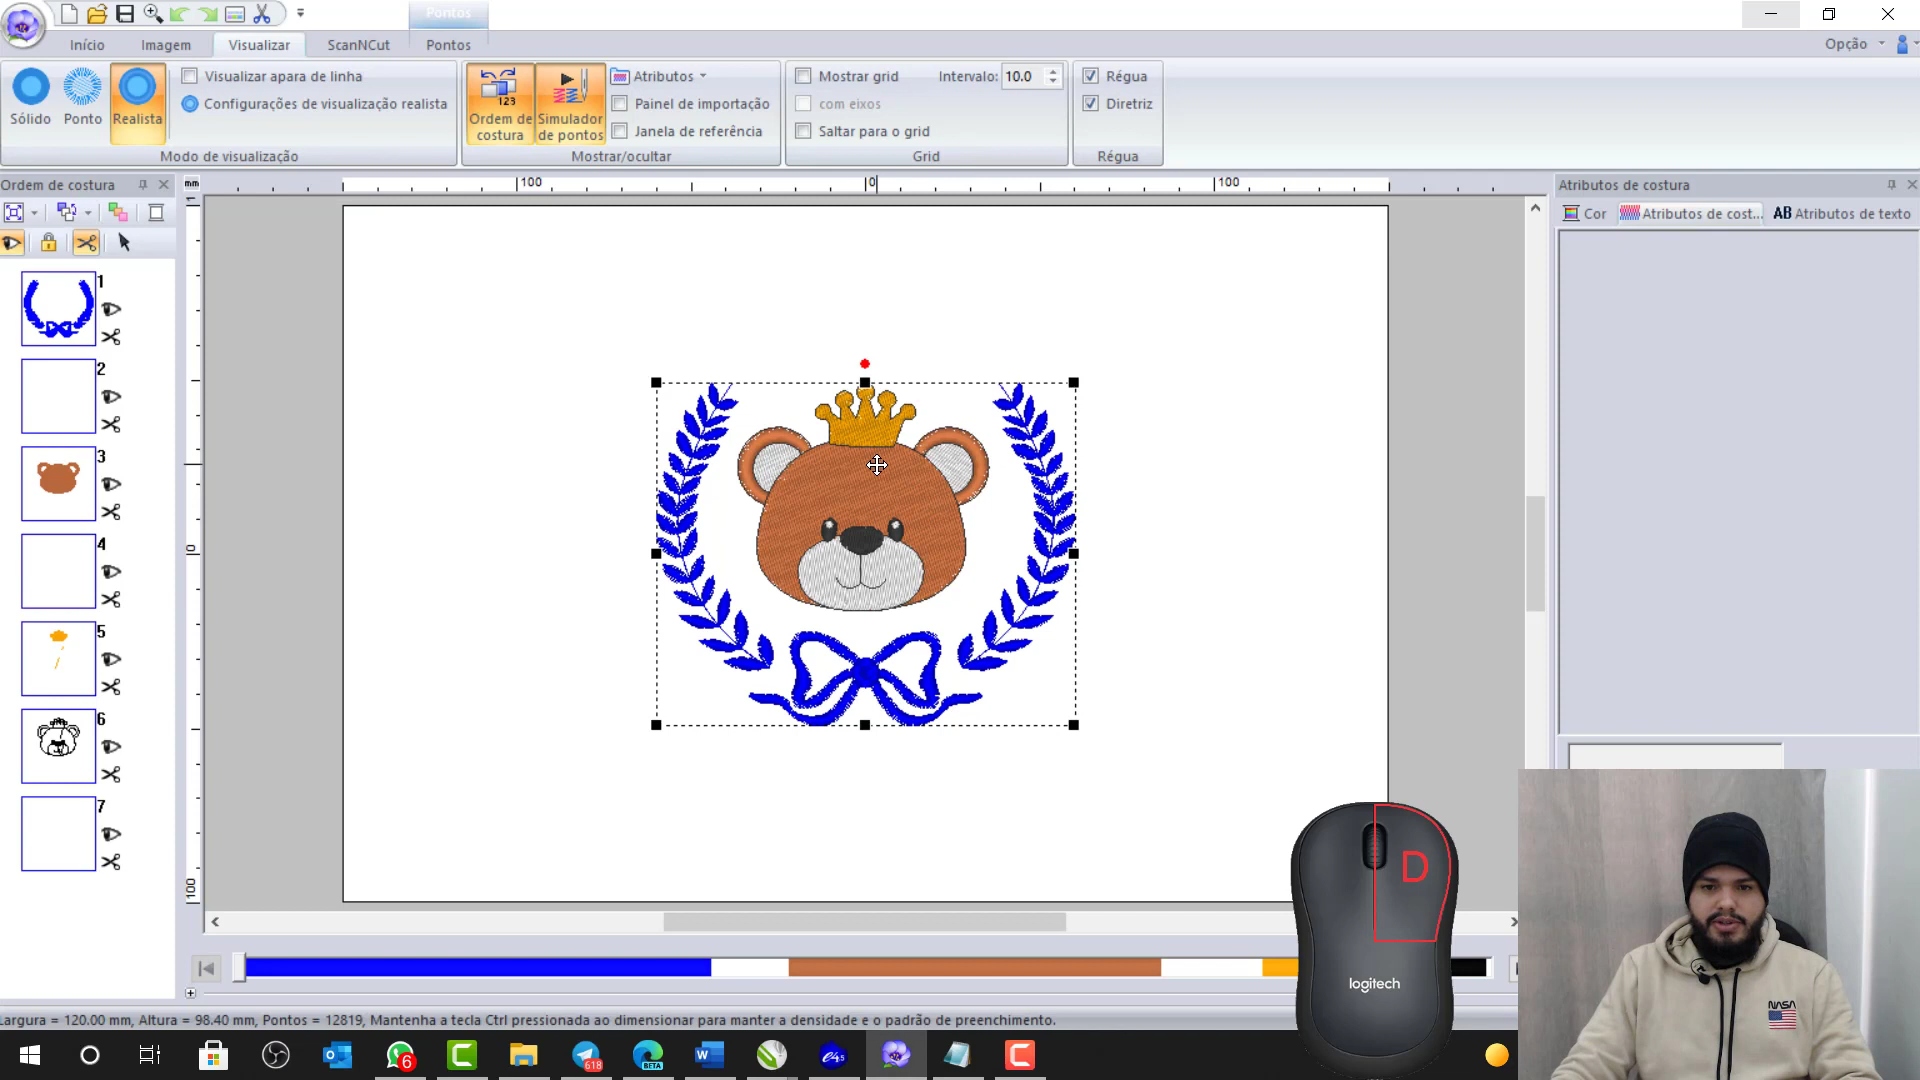 Pontos
Início
Imagem
Visualizar
ScanNCut
Pontos
Opção
Sólido
Ponto
Realista
Visualizar apara de linha
Configurações de visualização realista
Modo de visualização
123
Ordem de
costura
Simulador
de pontos
Atributos
Painel de importação
Janela de referência
Mostrar/ocultar
Mostrar grid
Intervalo: 10.0
com eixos
Saltar para o grid
Grid
Régua
Diretriz
Régua
Ordem de costura
mm
100
0
100
Atributos de costura
Cor
Atributos de cost...
AB Atributos de texto
1
2
3
4
5
6
7
0
100
D
logitech
NASA
Largura = 120.00 mm, Altura = 98.40 mm, Pontos = 12819, Mantenha a tecla Ctrl pressionada ao dimensionar para manter a densidade e o padrão de preenchimento.
6
618
BETA